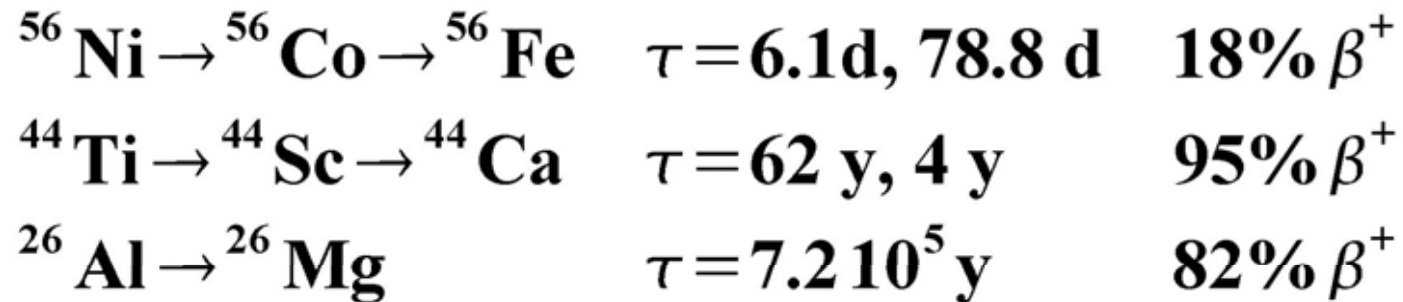 ⁵⁶Ni→⁵⁶Co→⁵⁶Fe τ=6.1d, 78.8 d 18% β⁺
⁴⁴Ti→⁴⁴Sc→⁴⁴Ca τ=62 y, 4 y 95% β⁺
²⁶Al→²⁶Mg τ=7.2 10⁵ y 82% β⁺